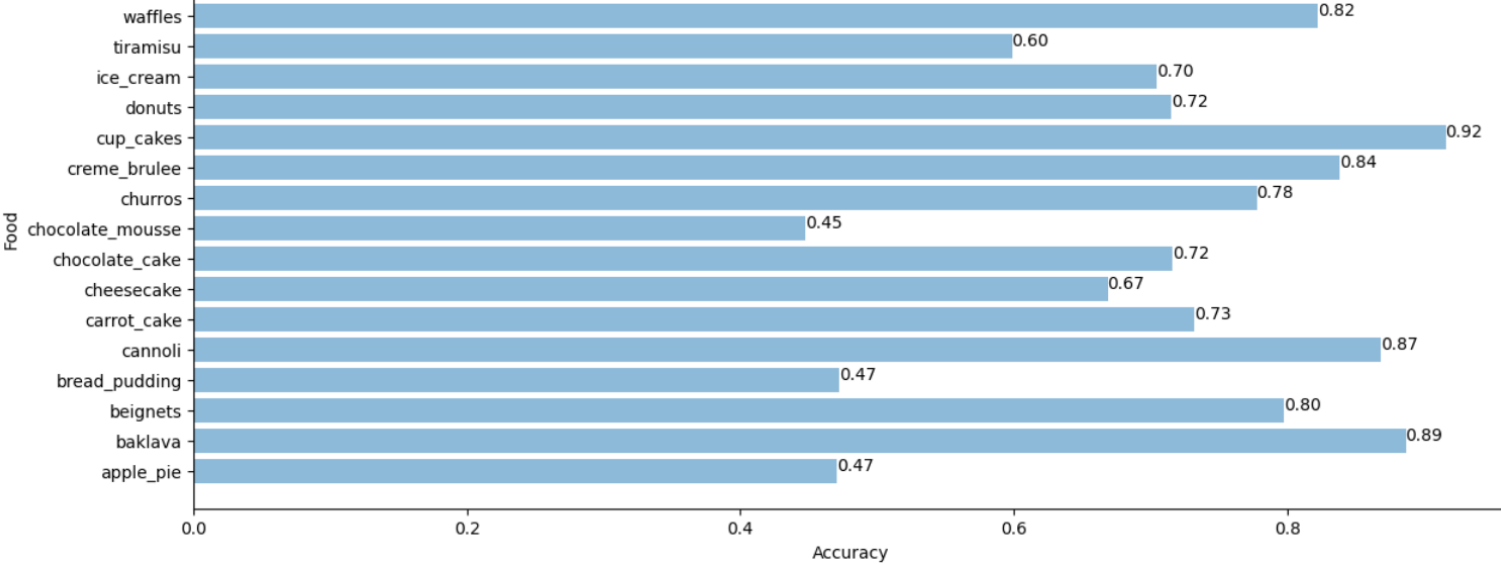 waffles 0.82
tiramisu 0.60
ice_cream 0.70
donuts 0.72
cup_cakes 0.92
creme_brulee 0.84
churros 0.78
chocolate_mousse 0.45
chocolate_cake 0.72
cheesecake 0.67
carrot_cake 0.73
cannoli 0.87
bread_pudding 0.47
beignets 0.80
baklava 0.89
apple_pie 0.47
Food
0.0 0.2 0.4 0.6 0.8
Accuracy